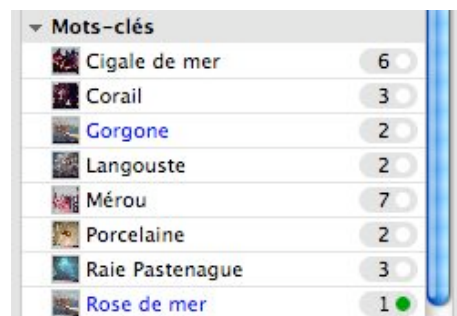 Mots-clés
Cigale de mer 6
Corail 3
Gorgone 2
Langouste 2
Mérou 7
Porcelaine 2
Raie Pastenague 3
Rose de mer 1